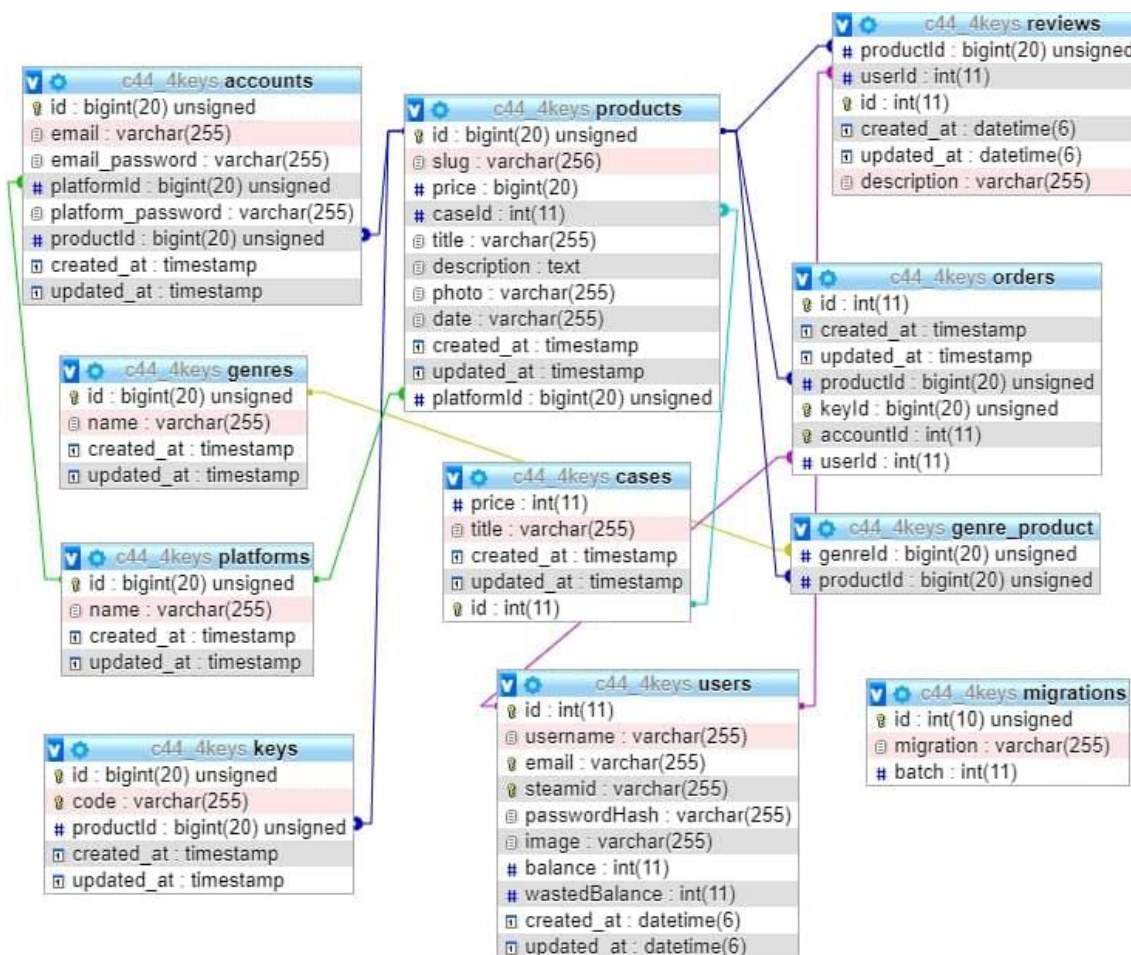 c44_4keys accounts
id : bigint(20) unsigned
email : varchar(255)
email_password : varchar(255)
platformId : bigint(20) unsigned
platform_password : varchar(255)
productId : bigint(20) unsigned
created_at : timestamp
updated_at : timestamp
c44_4keys genres
id : bigint(20) unsigned
name : varchar(255)
created_at : timestamp
updated_at : timestamp
c44_4keys platforms
id : bigint(20) unsigned
name : varchar(255)
created_at : timestamp
updated_at : timestamp
c44_4keys keys
id : bigint(20) unsigned
code : varchar(255)
productId : bigint(20) unsigned
created_at : timestamp
updated_at : timestamp
c44_4keys products
id : bigint(20) unsigned
slug : varchar(256)
price : bigint(20)
caseId : int(11)
title : varchar(255)
description : text
photo : varchar(255)
date : varchar(255)
created_at : timestamp
updated_at : timestamp
platformId : bigint(20) unsigned
c44_4keys cases
price : int(11)
title : varchar(255)
created_at : timestamp
updated_at : timestamp
id : int(11)
c44_4keys users
id : int(11)
username : varchar(255)
email : varchar(255)
steamid : varchar(255)
passwordHash : varchar(255)
image : varchar(255)
balance : int(11)
wastedBalance : int(11)
created_at : datetime(6)
updated_at : datetime(6)
c44_4keys reviews
productId : bigint(20) unsigned
userId : int(11)
id : int(11)
created_at : datetime(6)
updated_at : datetime(6)
description : varchar(255)
c44_4keys orders
id : int(11)
created_at : timestamp
updated_at : timestamp
productId : bigint(20) unsigned
keyId : bigint(20) unsigned
accountId : int(11)
userId : int(11)
c44_4keys genre_product
genreId : bigint(20) unsigned
productId : bigint(20) unsigned
c44_4keys migrations
id : int(10) unsigned
migration : varchar(255)
batch : int(11)